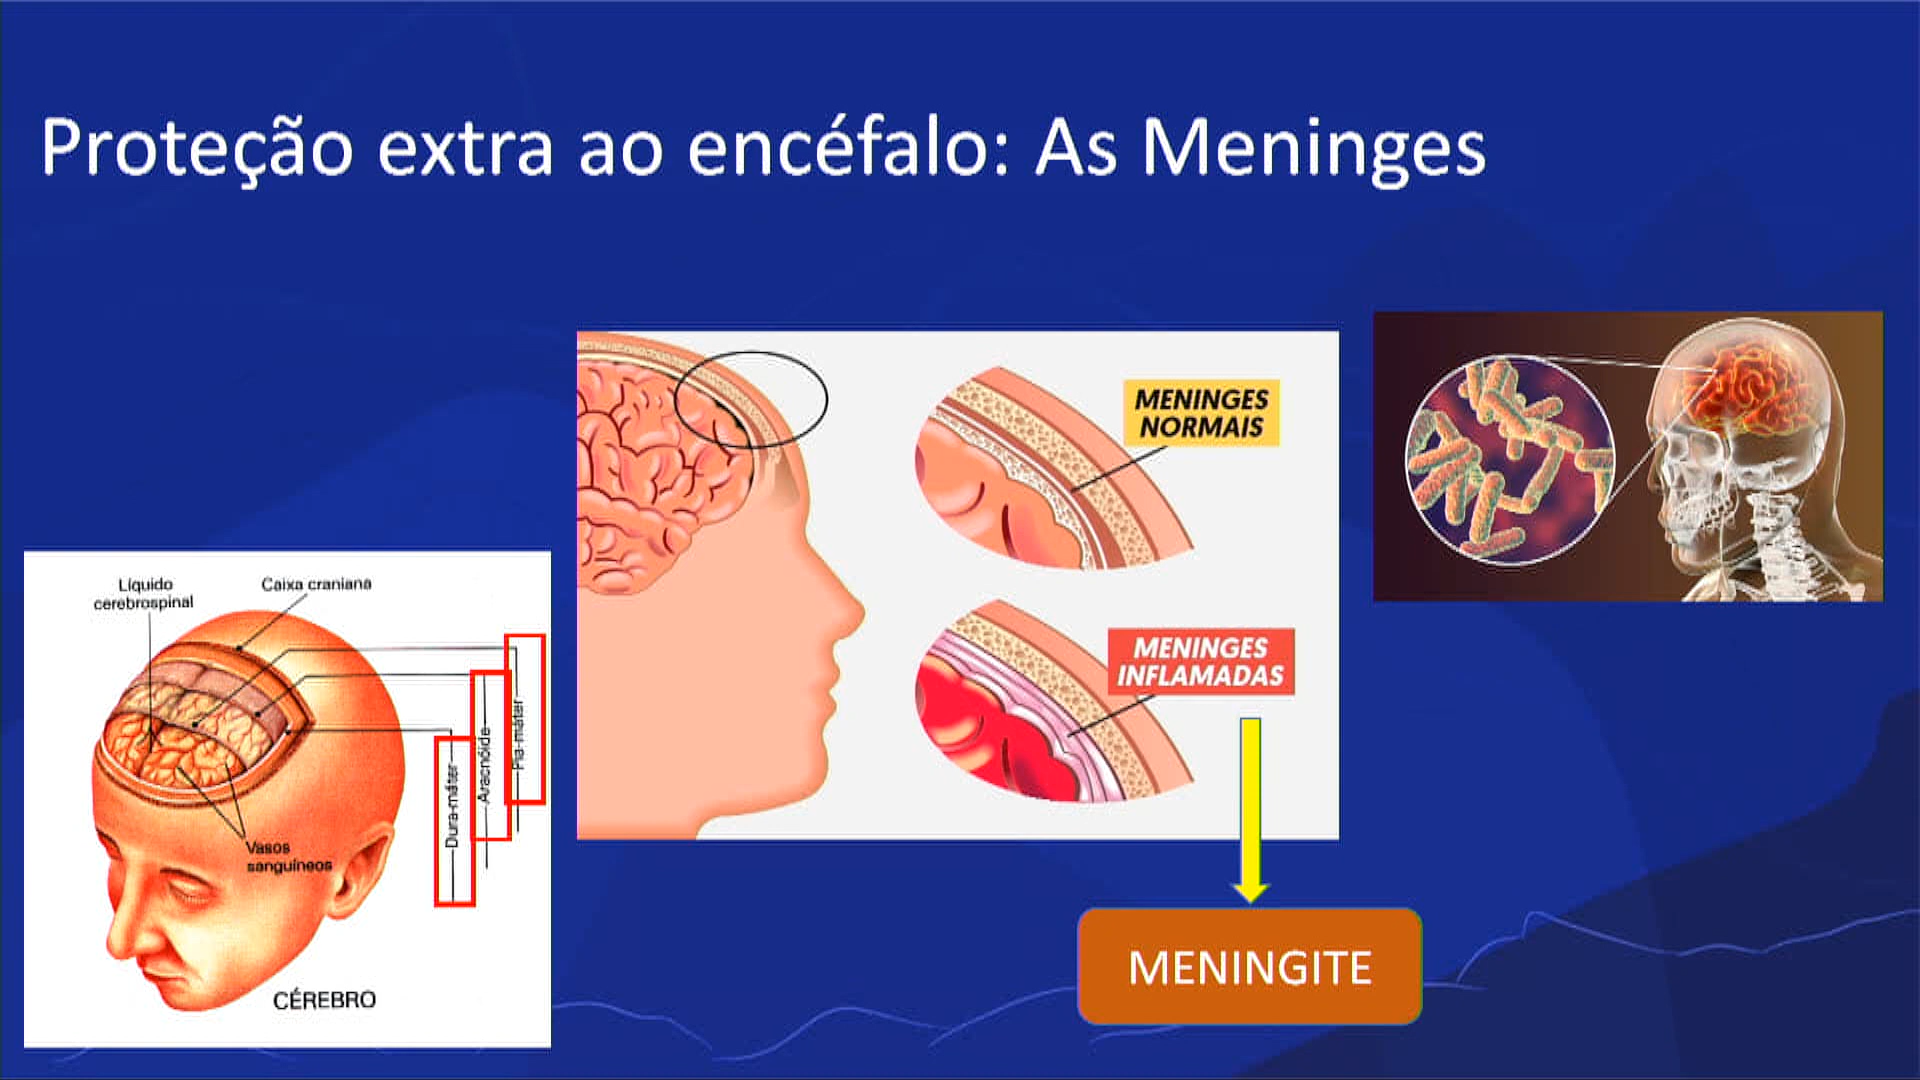 Proteção extra ao encéfalo: As Meninges
Líquido
cerebrospinal
Caixa craniana
Dura-máter
Aracnóide
Pia-máter
Vasos
sanguíneos
CÉREBRO
MENINGES
NORMAIS
MENINGES
INFLAMADAS
MENINGITE